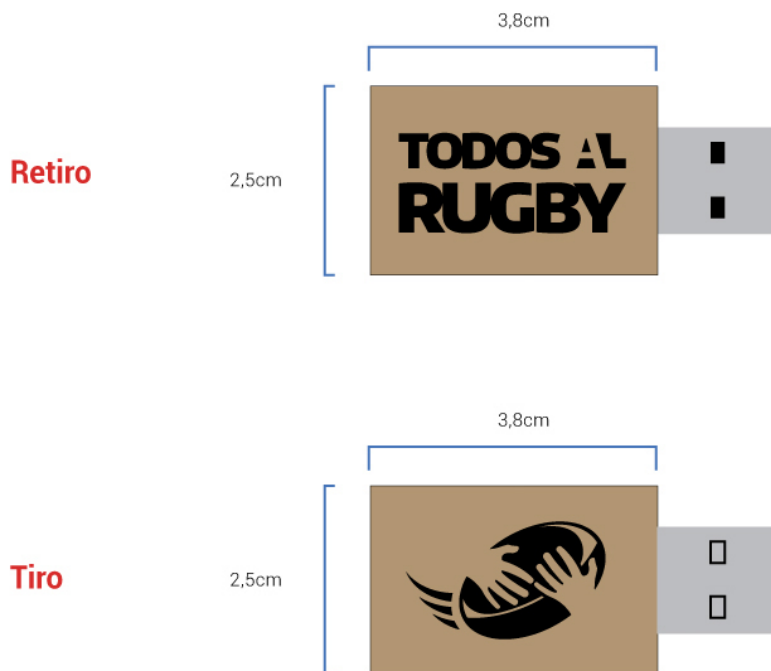 3,8cm
Retiro
2,5cm
TODOS AL
RUGBY
3,8cm
Tiro
2,5cm